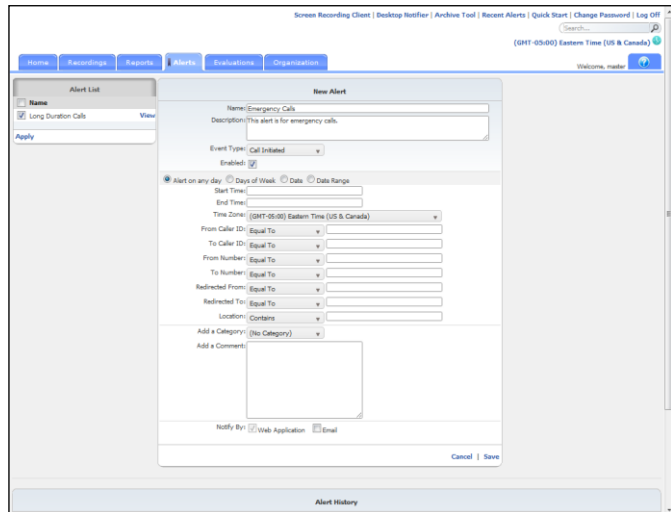 Screen Recording Client | Desktop Notifier | Archive Tool | Recent Alerts | Quick Start | Change Password | Log Off
(Search...
(GMT-05:00) Eastern Time (US & Canada)
Home Recordings Reports Alerts Evaluations Organization
Welcome, master
Alert List
Name
Long Duration Calls View
Apply
New Alert
Name: Emergency Calls
Description: This alert is for emergency calls.
Event Type: Call Initiated
Enabled:
Alert on any day Days of Week Date Date Range
Start Time:
End Time:
Time Zone: (GMT-05:00) Eastern Time (US & Canada)
From Caller ID: Equal To
To Caller ID: Equal To
From Number: Equal To
To Number: Equal To
Redirected From: Equal To
Redirected To: Equal To
Location: Contains
Add a Category: (No Category)
Add a Comment:
Notify By: Web Application Email
Cancel | Save
Alert History